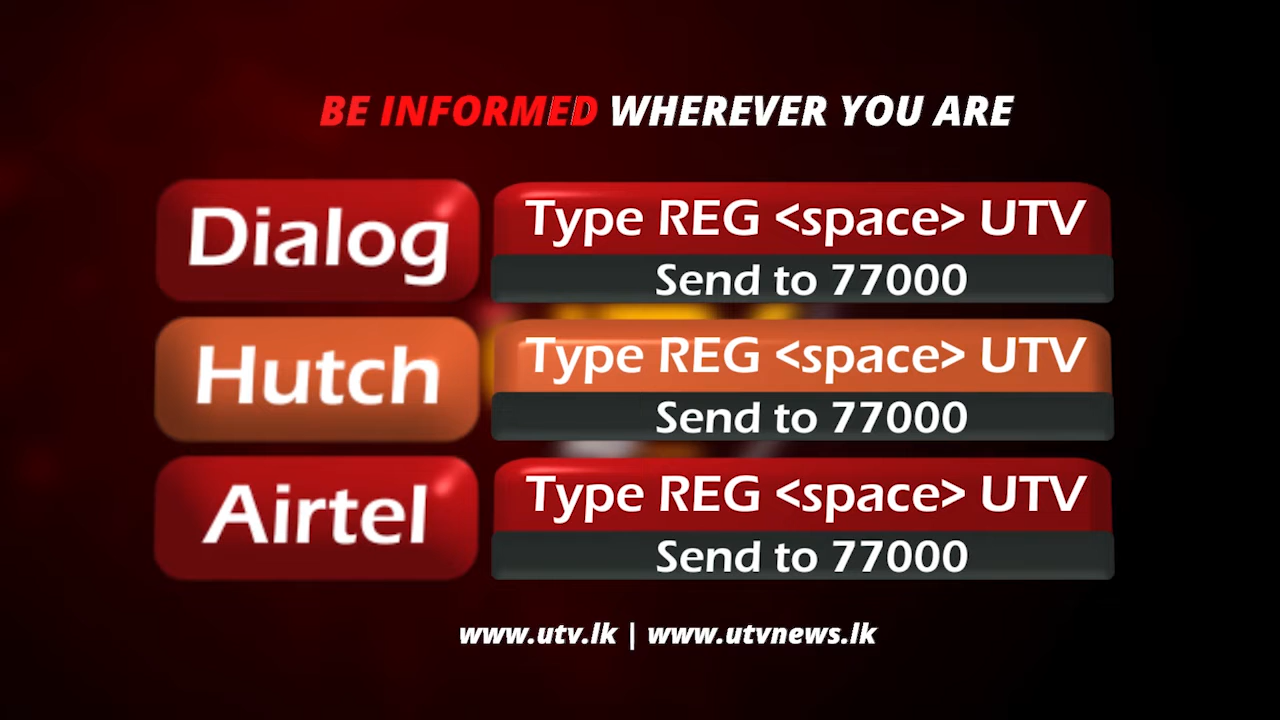 BE INFORMED WHEREVER YOU ARE
Dialog
Type REG <space> UTV
Send to 77000
Hutch
Type REG <space> UTV
Send to 77000
Airtel
Type REG <space> UTV
Send to 77000
www.utv.lk | www.utvnews.lk